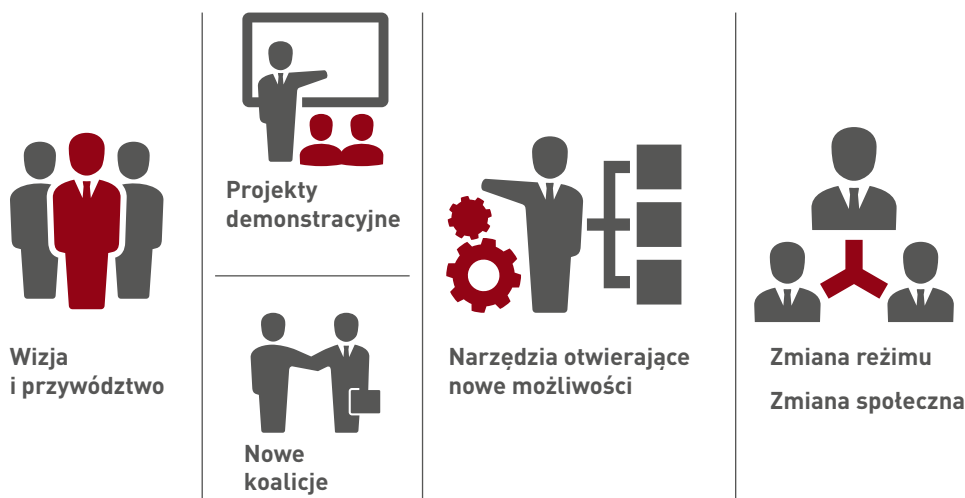 Wizja
i przywództwo
Projekty
demonstracyjne
Nowe
koalicje
Narzędzia otwierające
nowe możliwości
Zmiana reżimu
Zmiana społeczna